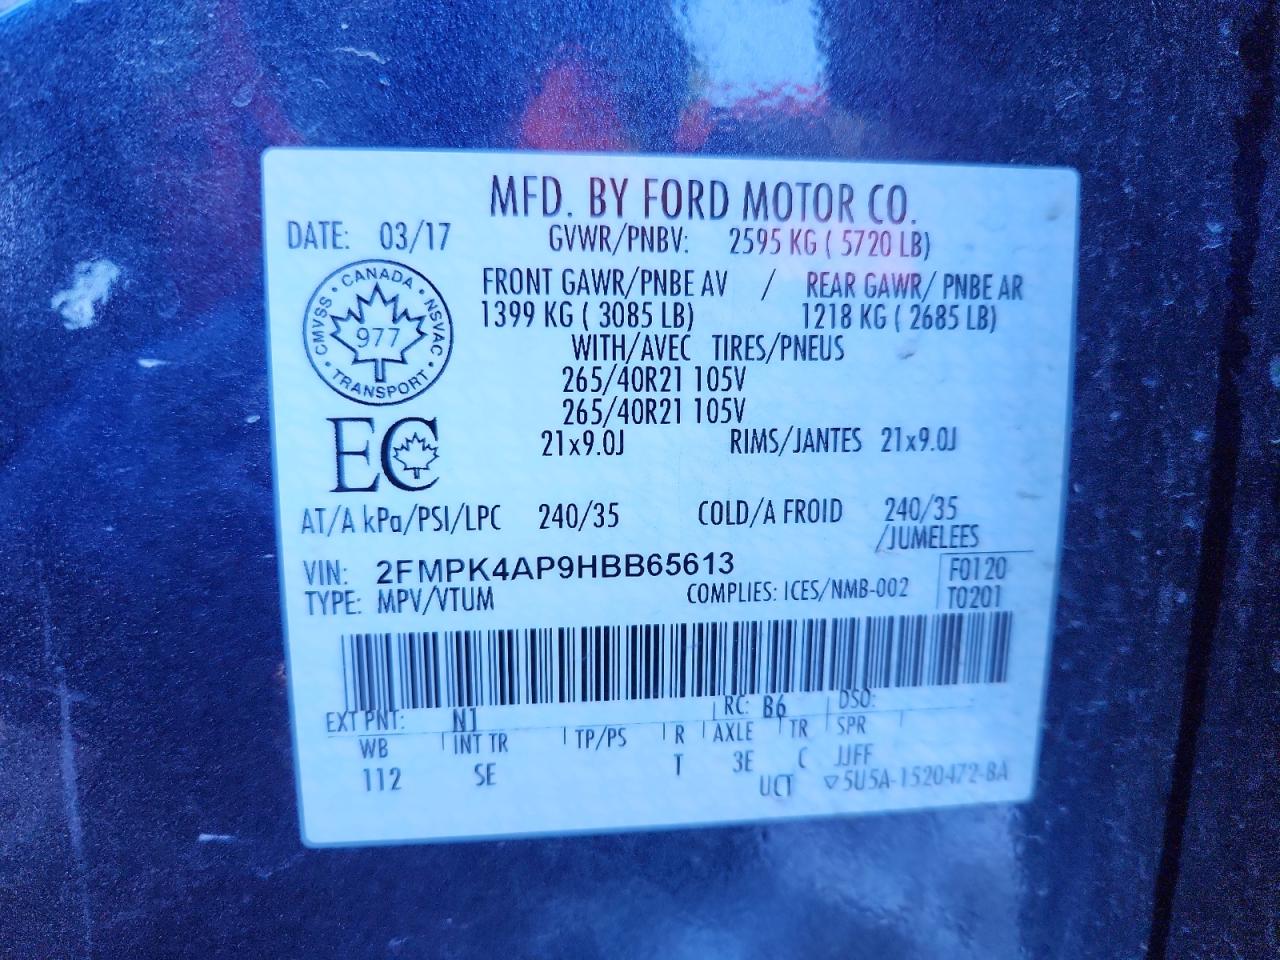 MFD. BY FORD MOTOR CO.
DATE: 03/17 GVWR/PNBV: 2595 KG ( 5720 LB)
FRONT GAWR/PNBE AV / REAR GAWR/ PNBE AR
1399 KG ( 3085 LB) 1218 KG ( 2685 LB)
CMVSS · CANADA · NSVAC · TRANSPORT ·
977
WITH/AVEC TIRES/PNEUS
265/40R21 105V
265/40R21 105V
EC
21x9.0J RIMS/JANTES 21x9.0J
AT/A kPa/PSI/LPC 240/35 COLD/A FROID 240/35
/JUMELEES
VIN: 2FMPK4AP9HBB65613 F0120
TYPE: MPV/VTUM COMPLIES: ICES/NMB-002 T0201
EXT PNT: N1 RC: B6 DSO:
WB INT TR TP/PS R AXLE TR SPR
112 SE T 3E C JJFF
UCT ▽5U5A-1520472-BA